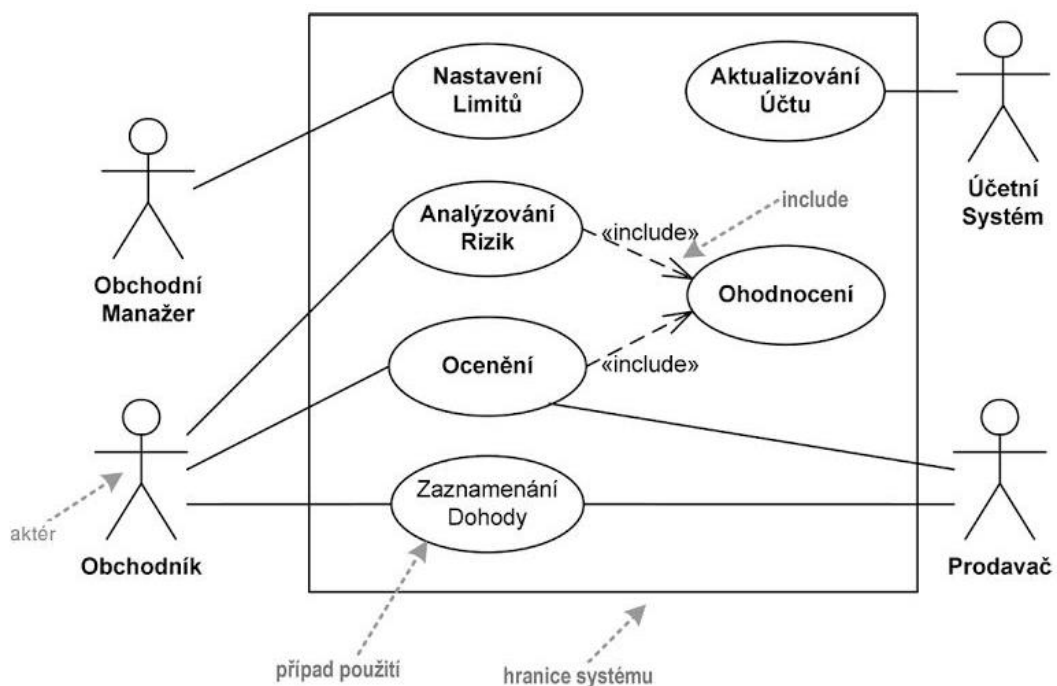 Nastavení
Limitů
Aktualizování
Účtu
Obchodní
Manažer
Účetní
Systém
Analýzování
Rizik
«include»
include
Ohodnocení
Ocenění
«include»
Zaznamenání
Dohody
aktér
Obchodník
Prodavač
případ použití
hranice systému